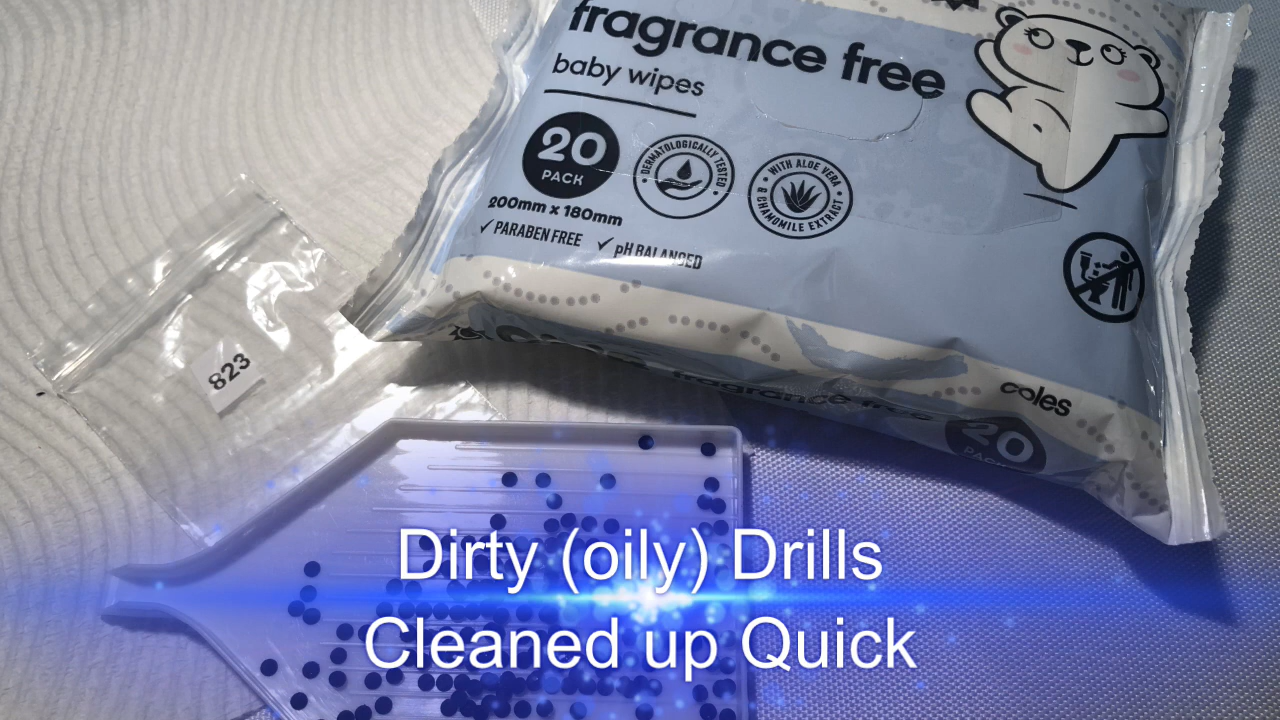 fragrance free
baby wipes
20
PACK
DERMATOLOGICALLY TESTED
WITH ALOE VERA
& CHAMOMILE EXTRACT
200mm x 180mm
✓ PARABEN FREE ✓ pH BALANCED
fragrance free
coles
20
PACK
823
Dirty (oily) Drills
Cleaned up Quick